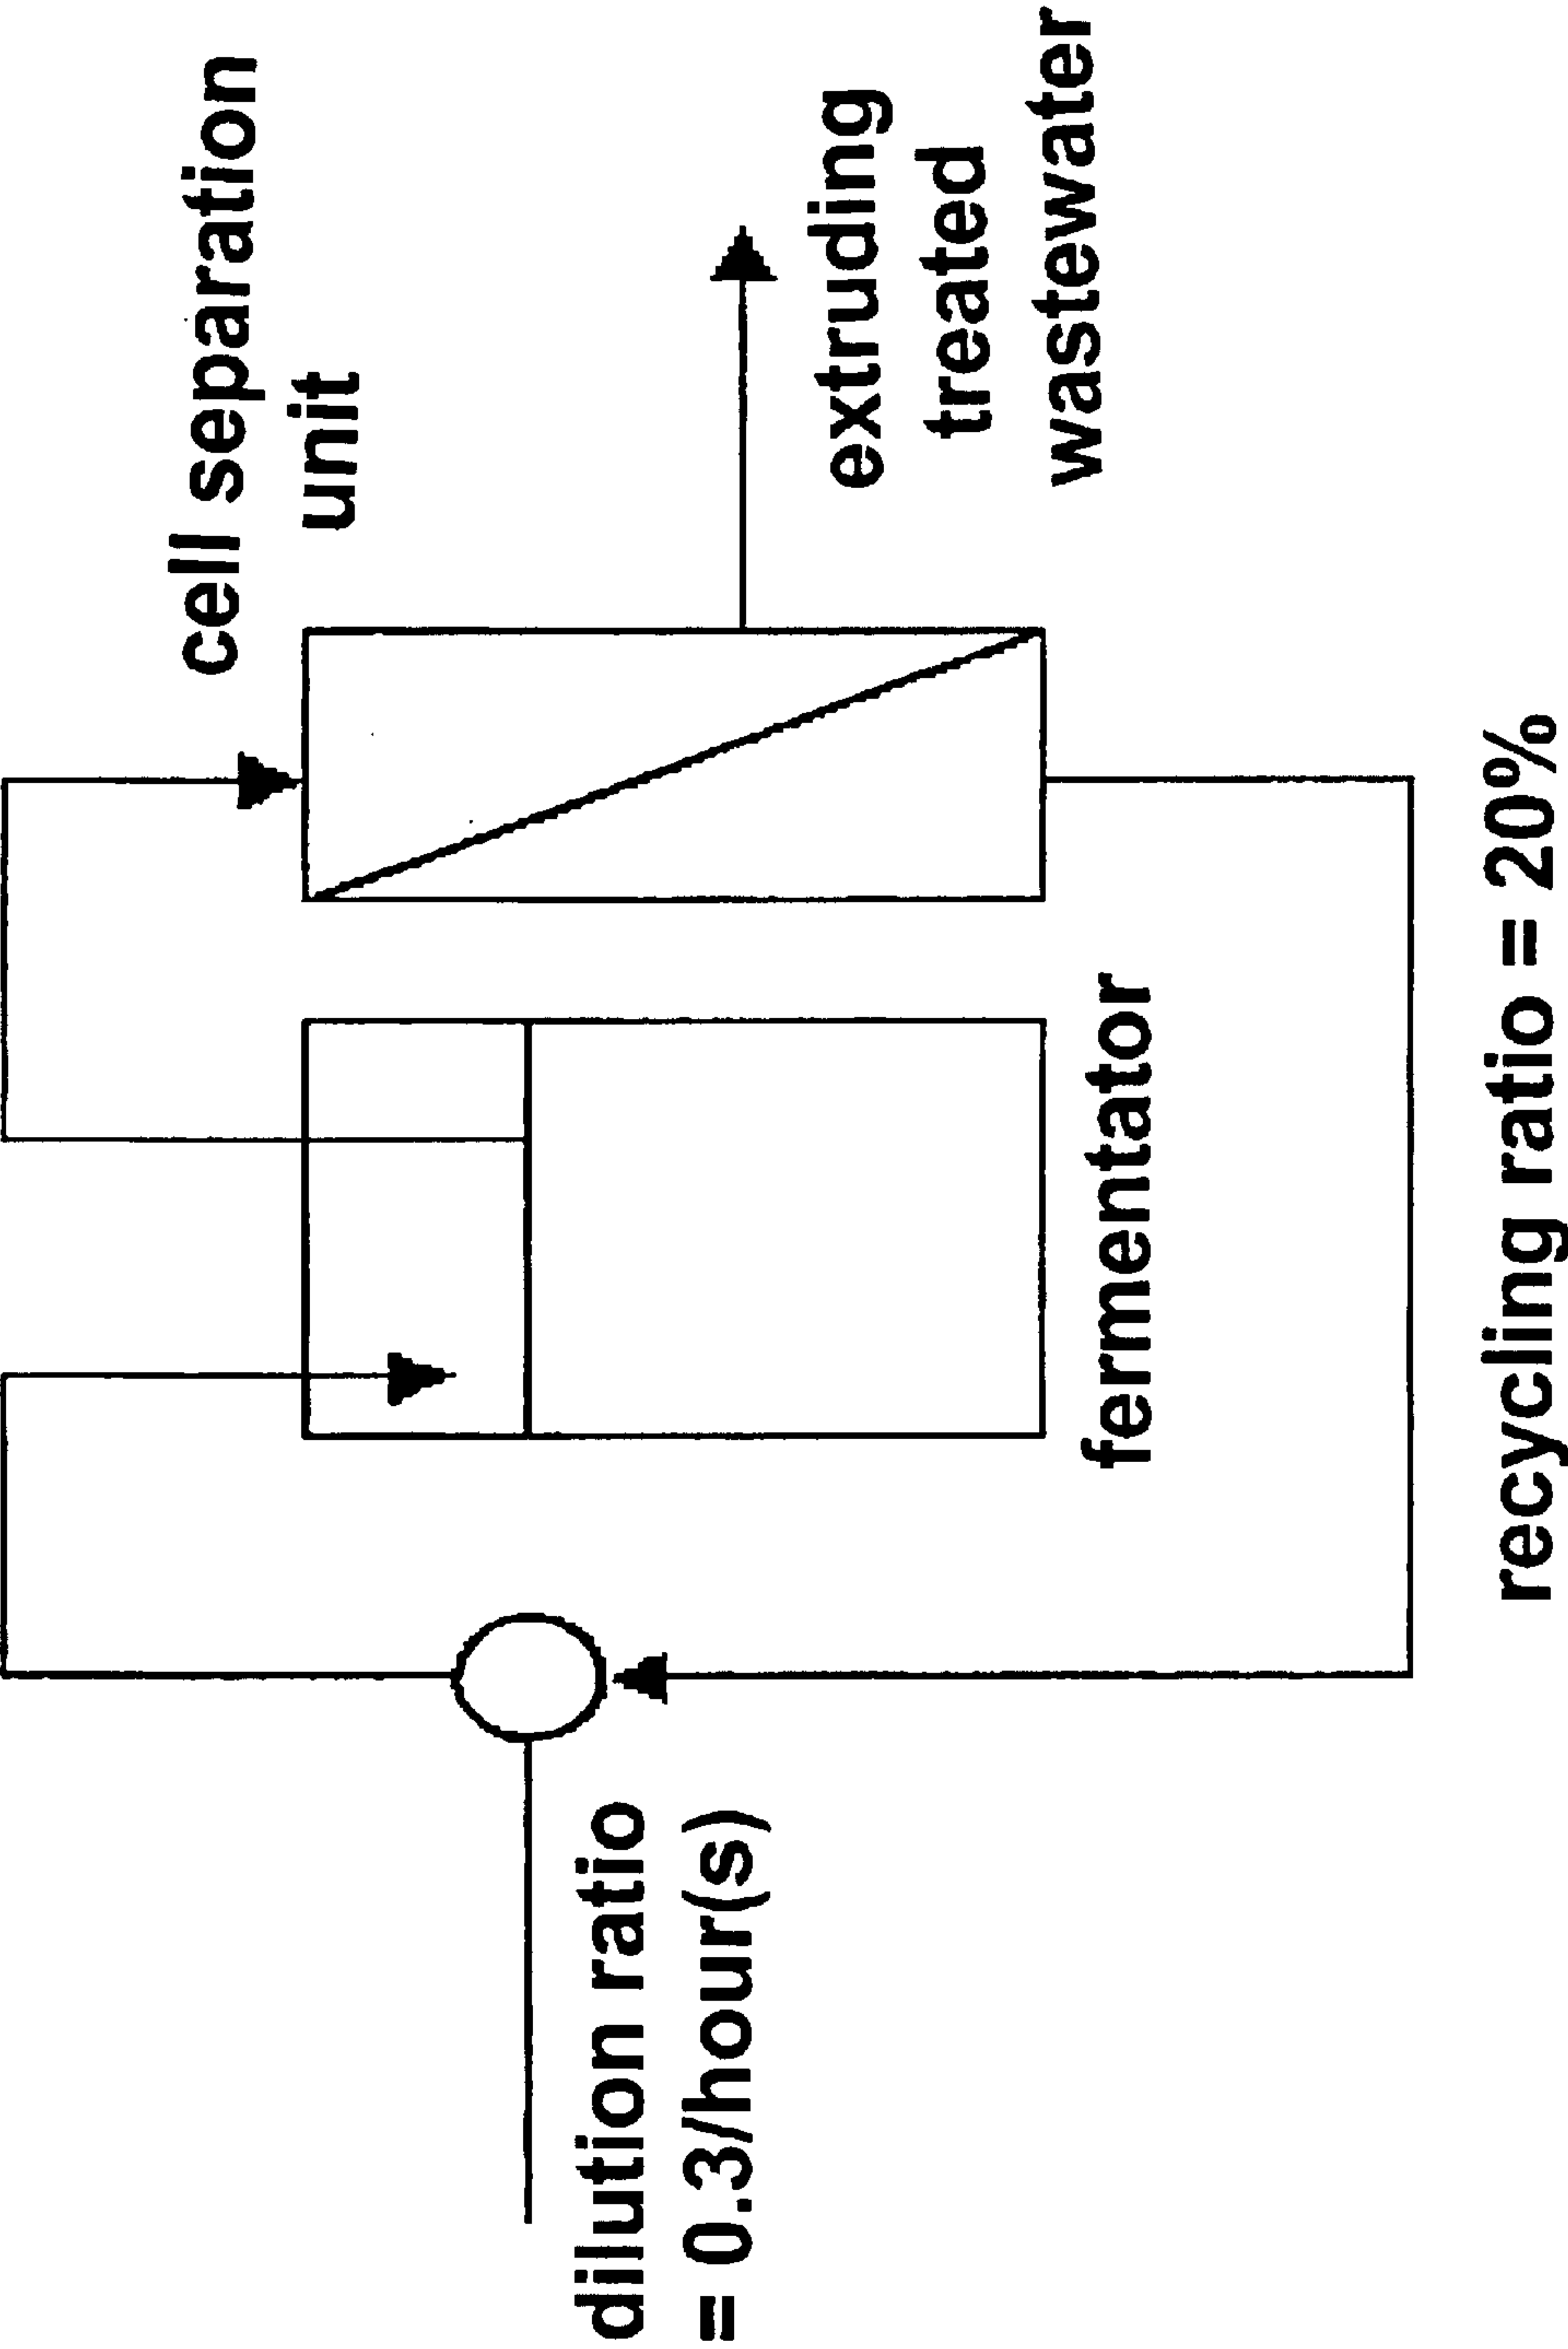 cell separation
unit
extruding
treated
wastewater
fermentator
dilution ratio
= 0.3/hour(s)
recycling ratio = 20%